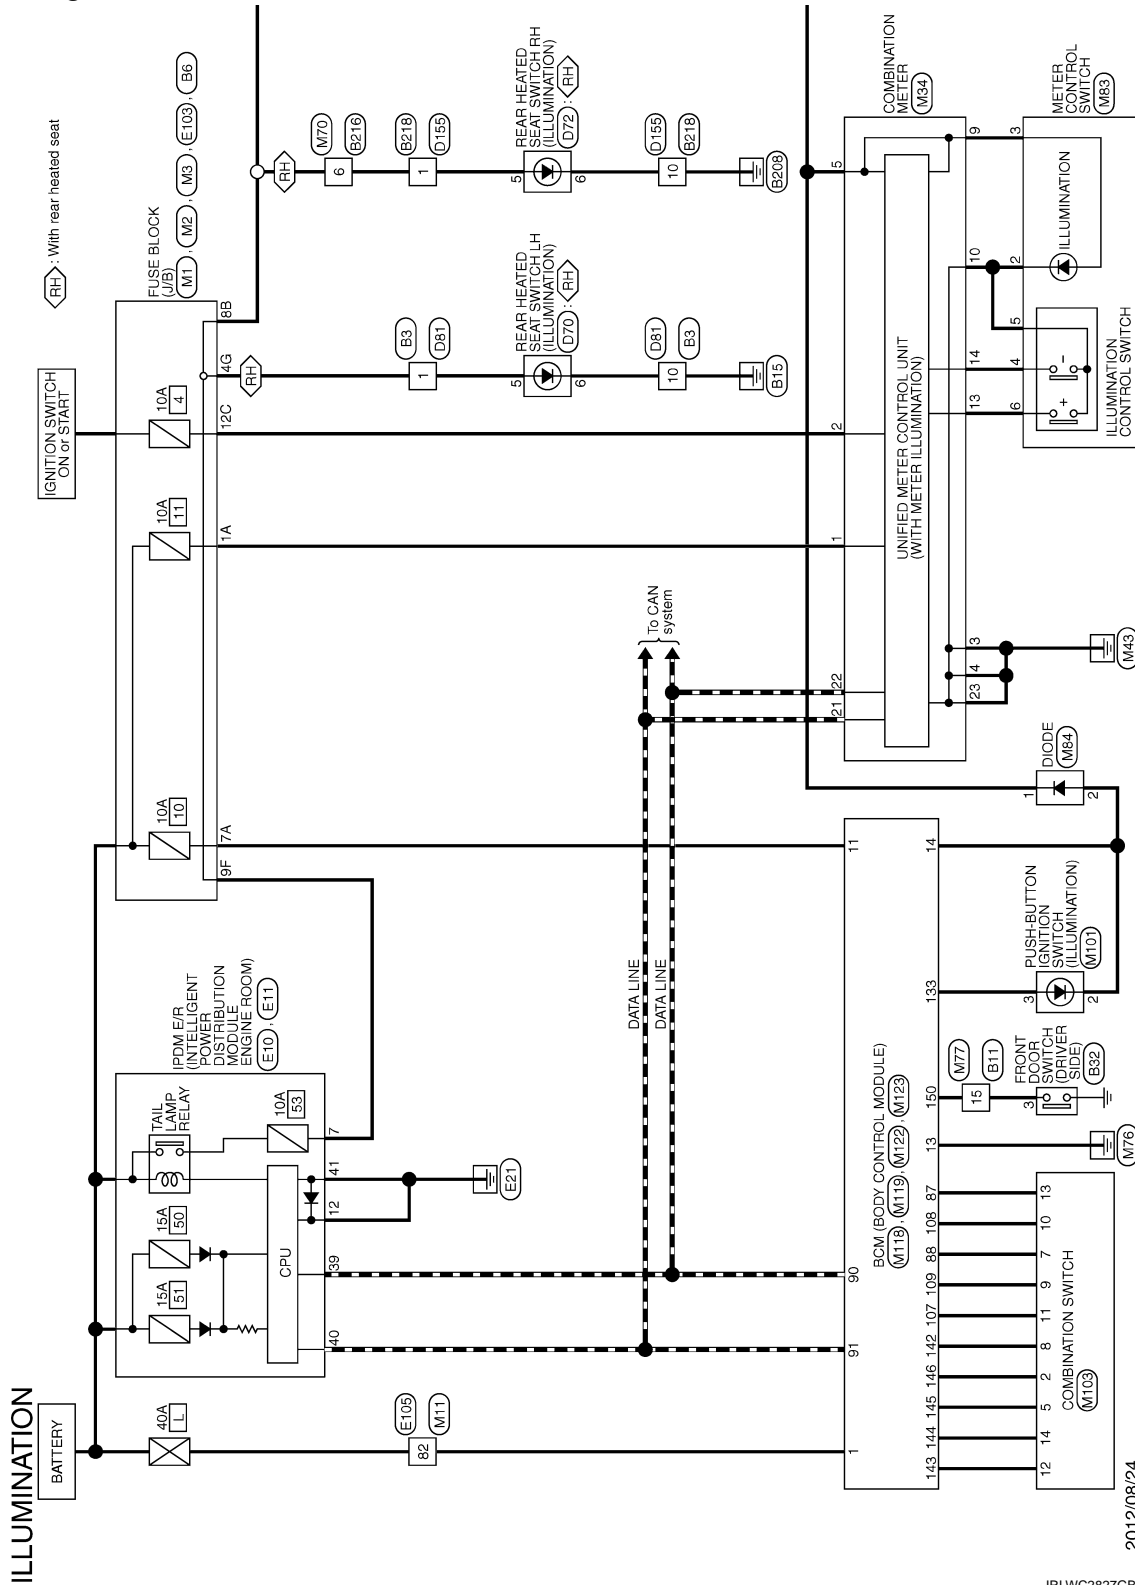 ILLUMINATION
BATTERY
IGNITION SWITCH
ON or START
RH : With rear heated seat
40A
L
15A
51
15A
50
TAIL
LAMP
RELAY
10A
53
CPU
IPDM E/R
(INTELLIGENT
POWER
DISTRIBUTION
MODULE
ENGINE ROOM)
E10 , E11
40
39
12
41
7
E21
10A
10
10A
11
10A
4
FUSE BLOCK
(J/B)
M1 , M2 , M3 , E103 , B6
9F
7A
1A
12C
4G
8B
RH
RH
E105
82
M11
B3
1
D81
M70
6
B216
B218
1
D155
5
6
REAR HEATED
SEAT SWITCH LH
(ILLUMINATION)
D70 : RH
5
6
REAR HEATED
SEAT SWITCH RH
(ILLUMINATION)
D72 : RH
D81
10
B3
D155
10
B218
B15
B208
DATA LINE
DATA LINE
To CAN
system
1
91
90
11
21
22
1
2
5
BCM (BODY CONTROL MODULE)
M118 , M119 , M122 , M123
UNIFIED METER CONTROL UNIT
(WITH METER ILLUMINATION)
COMBINATION
METER
M34
143
144
145
146
142
107
109
88
108
87
13
150
133
14
23
4
3
13
14
10
9
12
14
5
2
8
11
9
7
10
13
COMBINATION SWITCH
M103
M76
M77
15
B11
3
FRONT
DOOR
SWITCH
(DRIVER
SIDE)
B32
3
2
PUSH-BUTTON
IGNITION
SWITCH
(ILLUMINATION)
M101
1
2
DIODE
M84
M43
6
4
5
2
3
+
−
ILLUMINATION
ILLUMINATION
CONTROL SWITCH
METER
CONTROL
SWITCH
M83
2012/08/24